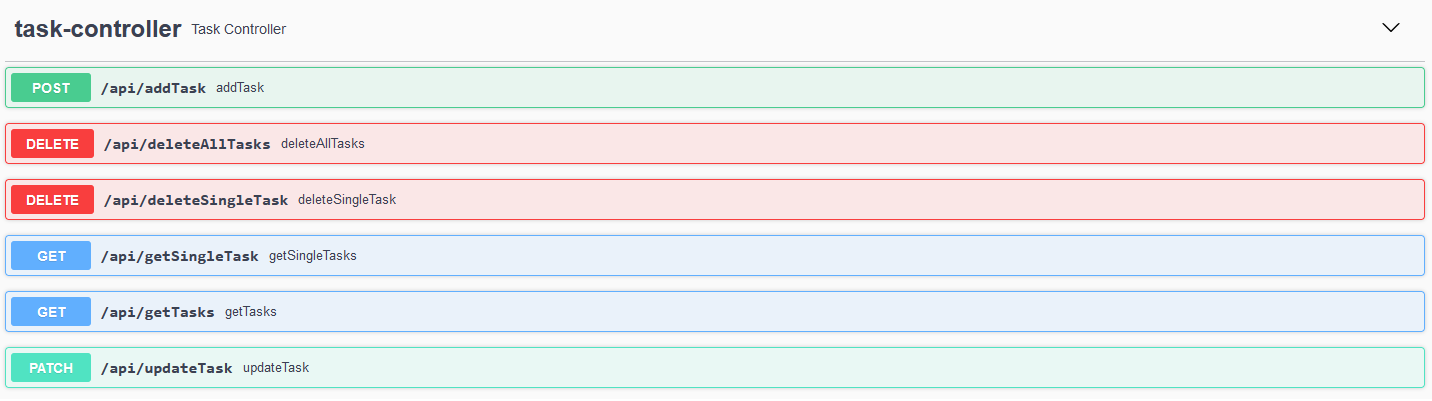 task-controller Task Controller
POST /api/addTask addTask
DELETE /api/deleteAllTasks deleteAllTasks
DELETE /api/deleteSingleTask deleteSingleTask
GET /api/getSingleTask getSingleTasks
GET /api/getTasks getTasks
PATCH /api/updateTask updateTask